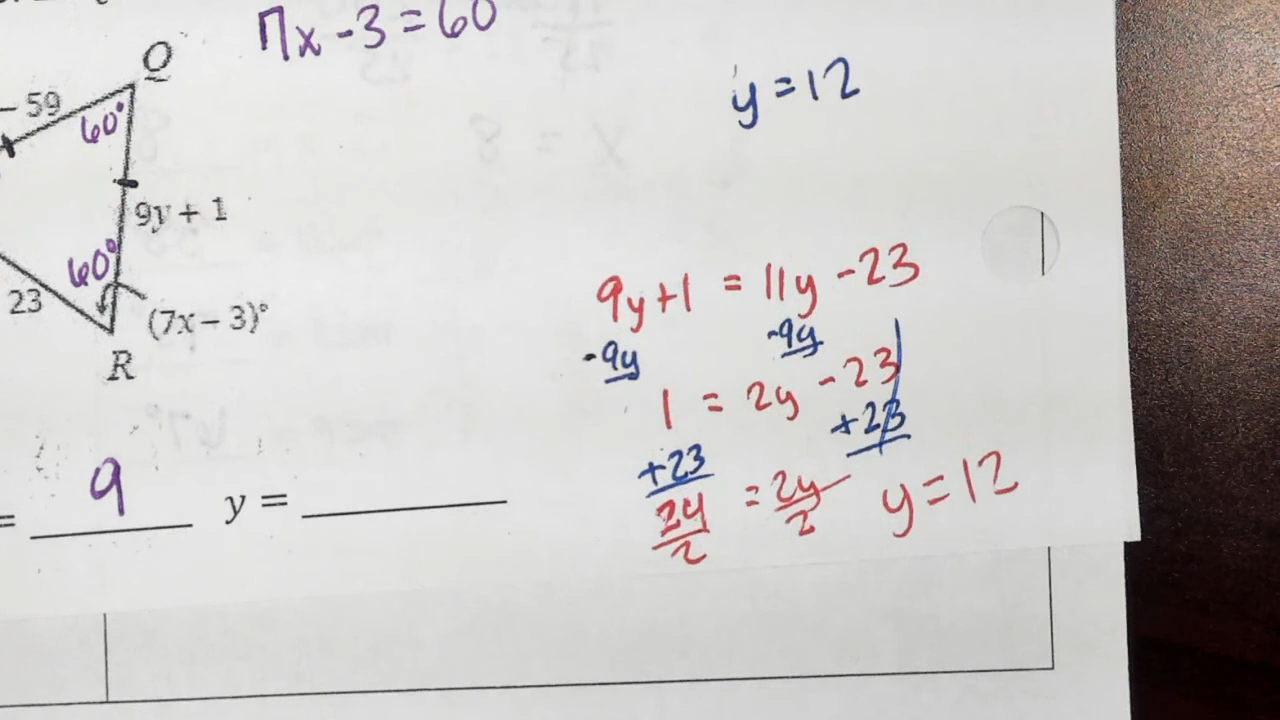 7x - 3 = 60
Q
y = 12
- 59
60°
9y + 1
60°
9y+1 = 11y - 23
23
(7x - 3)°
-9y -9y
R
1 = 2y - 23
+23 +23
= 9 y =
24/2 = 2y/2 y = 12